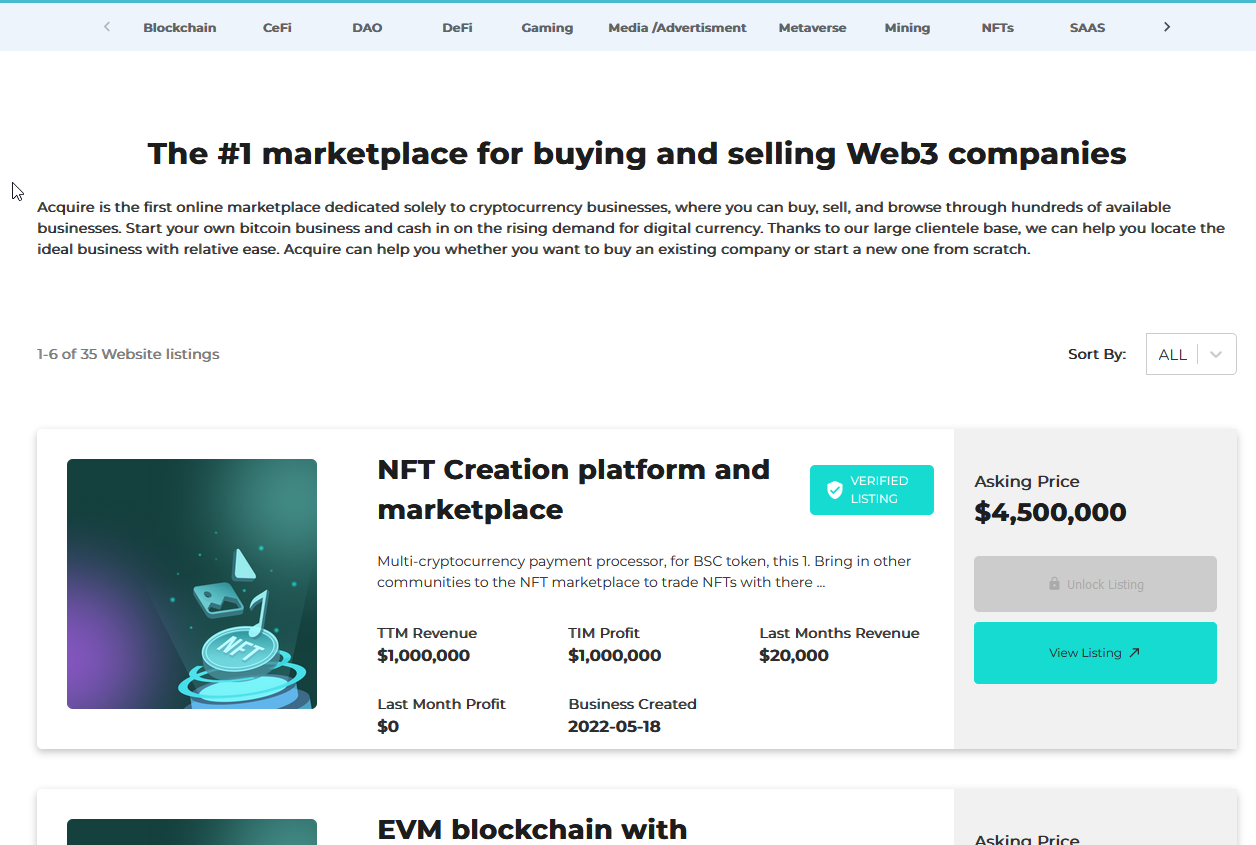 Blockchain CeFi DAO DeFi Gaming Media /Advertisment Metaverse Mining NFTs SAAS
The #1 marketplace for buying and selling Web3 companies
Acquire is the first online marketplace dedicated solely to cryptocurrency businesses, where you can buy, sell, and browse through hundreds of available
businesses. Start your own bitcoin business and cash in on the rising demand for digital currency. Thanks to our large clientele base, we can help you locate the
ideal business with relative ease. Acquire can help you whether you want to buy an existing company or start a new one from scratch.
1-6 of 35 Website listings
Sort By: ALL
NFT
NFT Creation platform and
marketplace
VERIFIED
LISTING
Multi-cryptocurrency payment processor, for BSC token, this 1. Bring in other
communities to the NFT marketplace to trade NFTs with there ...
TTM Revenue TIM Profit Last Months Revenue
$1,000,000 $1,000,000 $20,000
Last Month Profit Business Created
$0 2022-05-18
Asking Price
$4,500,000
Unlock Listing
View Listing
EVM blockchain with
Asking Price